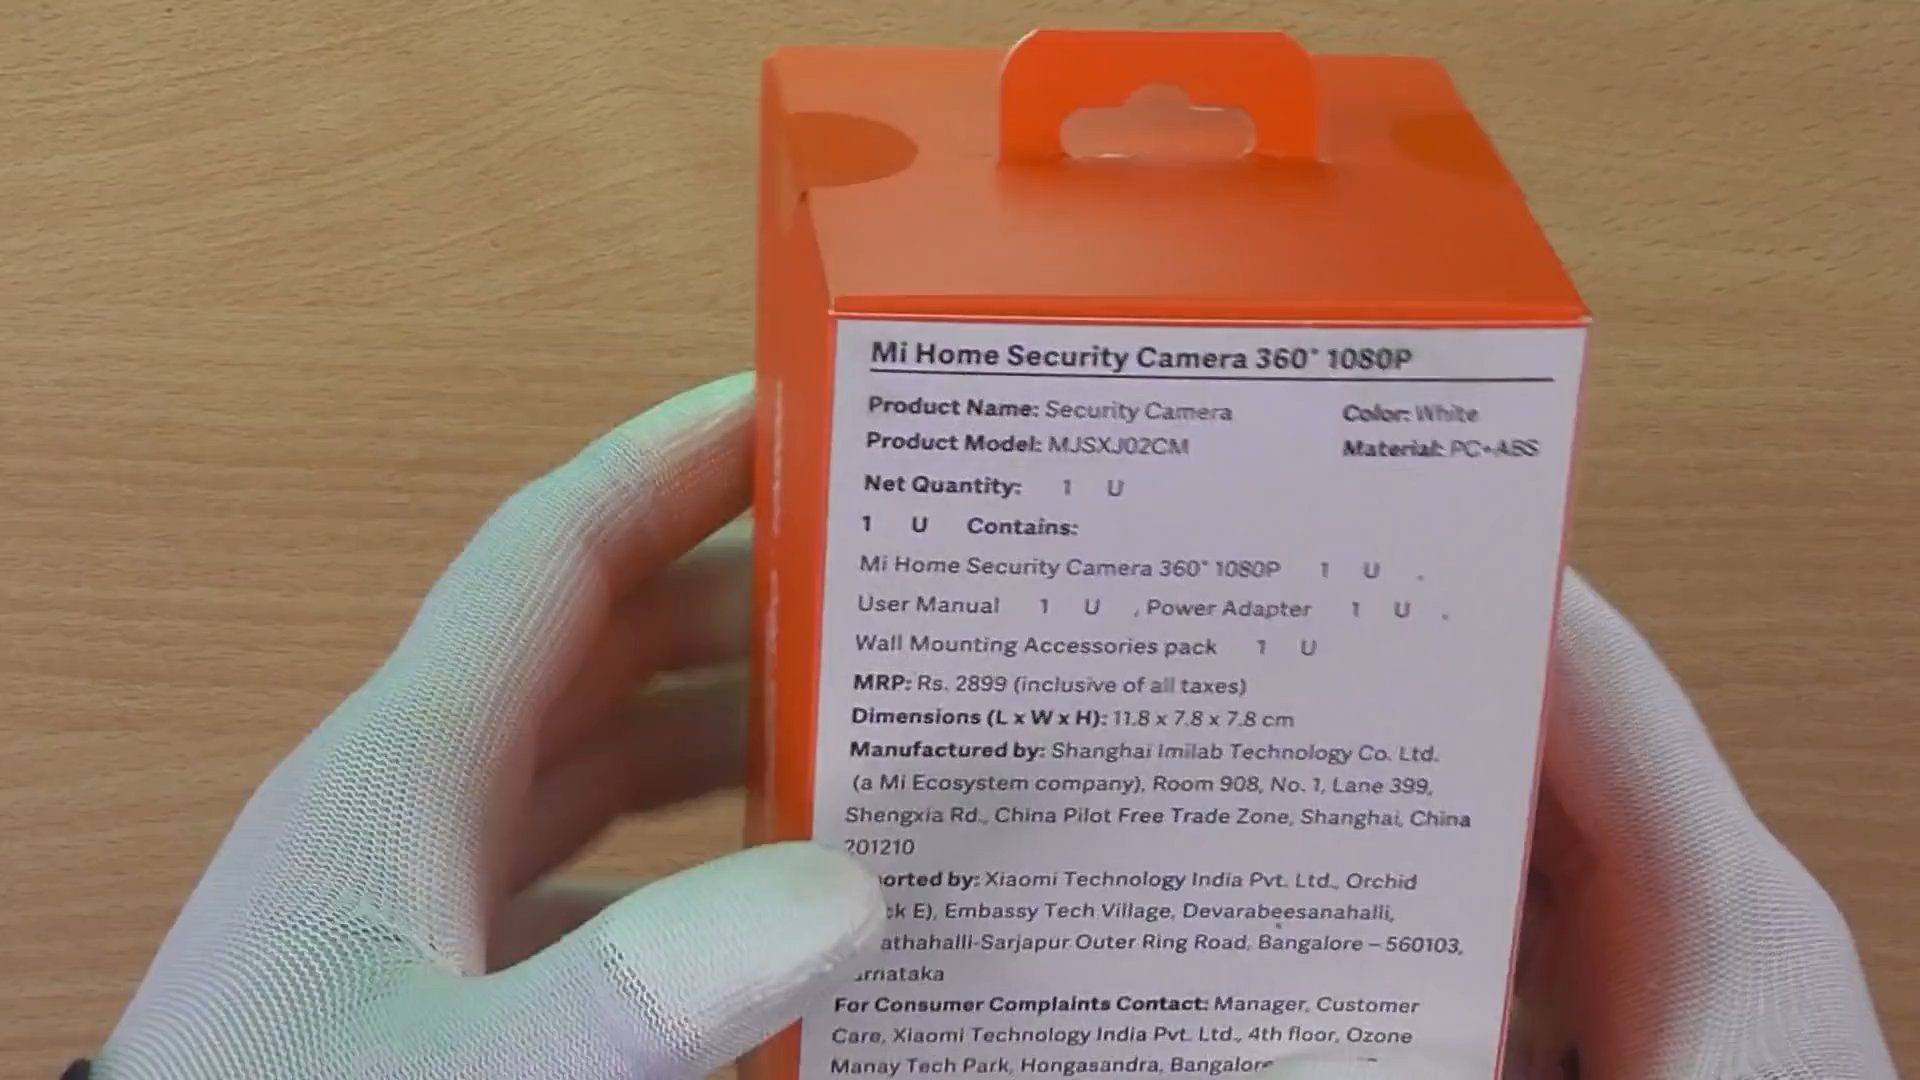 Mi Home Security Camera 360° 1080P
Product Name: Security Camera Color: White
Product Model: MJSXJ02CM Material: PC+ABS
Net Quantity: 1 U
1 U Contains:
Mi Home Security Camera 360° 1080P 1 U ,
User Manual 1 U , Power Adapter 1 U ,
Wall Mounting Accessories pack 1 U
MRP: Rs. 2899 (inclusive of all taxes)
Dimensions (L x W x H): 11.8 x 7.8 x 7.8 cm
Manufactured by: Shanghai Imilab Technology Co. Ltd.
(a Mi Ecosystem company), Room 908, No. 1, Lane 399,
Shengxia Rd., China Pilot Free Trade Zone, Shanghai, China
201210
by: Xiaomi Technology India Pvt. Ltd., Orchid
E), Embassy Tech Village, Devarabeesanahalli,
athahalli-Sarjapur Outer Ring Road, Bangalore – 560103,
rnataka
For Consumer Complaints Contact: Manager, Customer
Care, Xiaomi Technology India Pvt. Ltd., 4th floor, Ozone
Manay Tech Park, Hongasandra, Bangalore